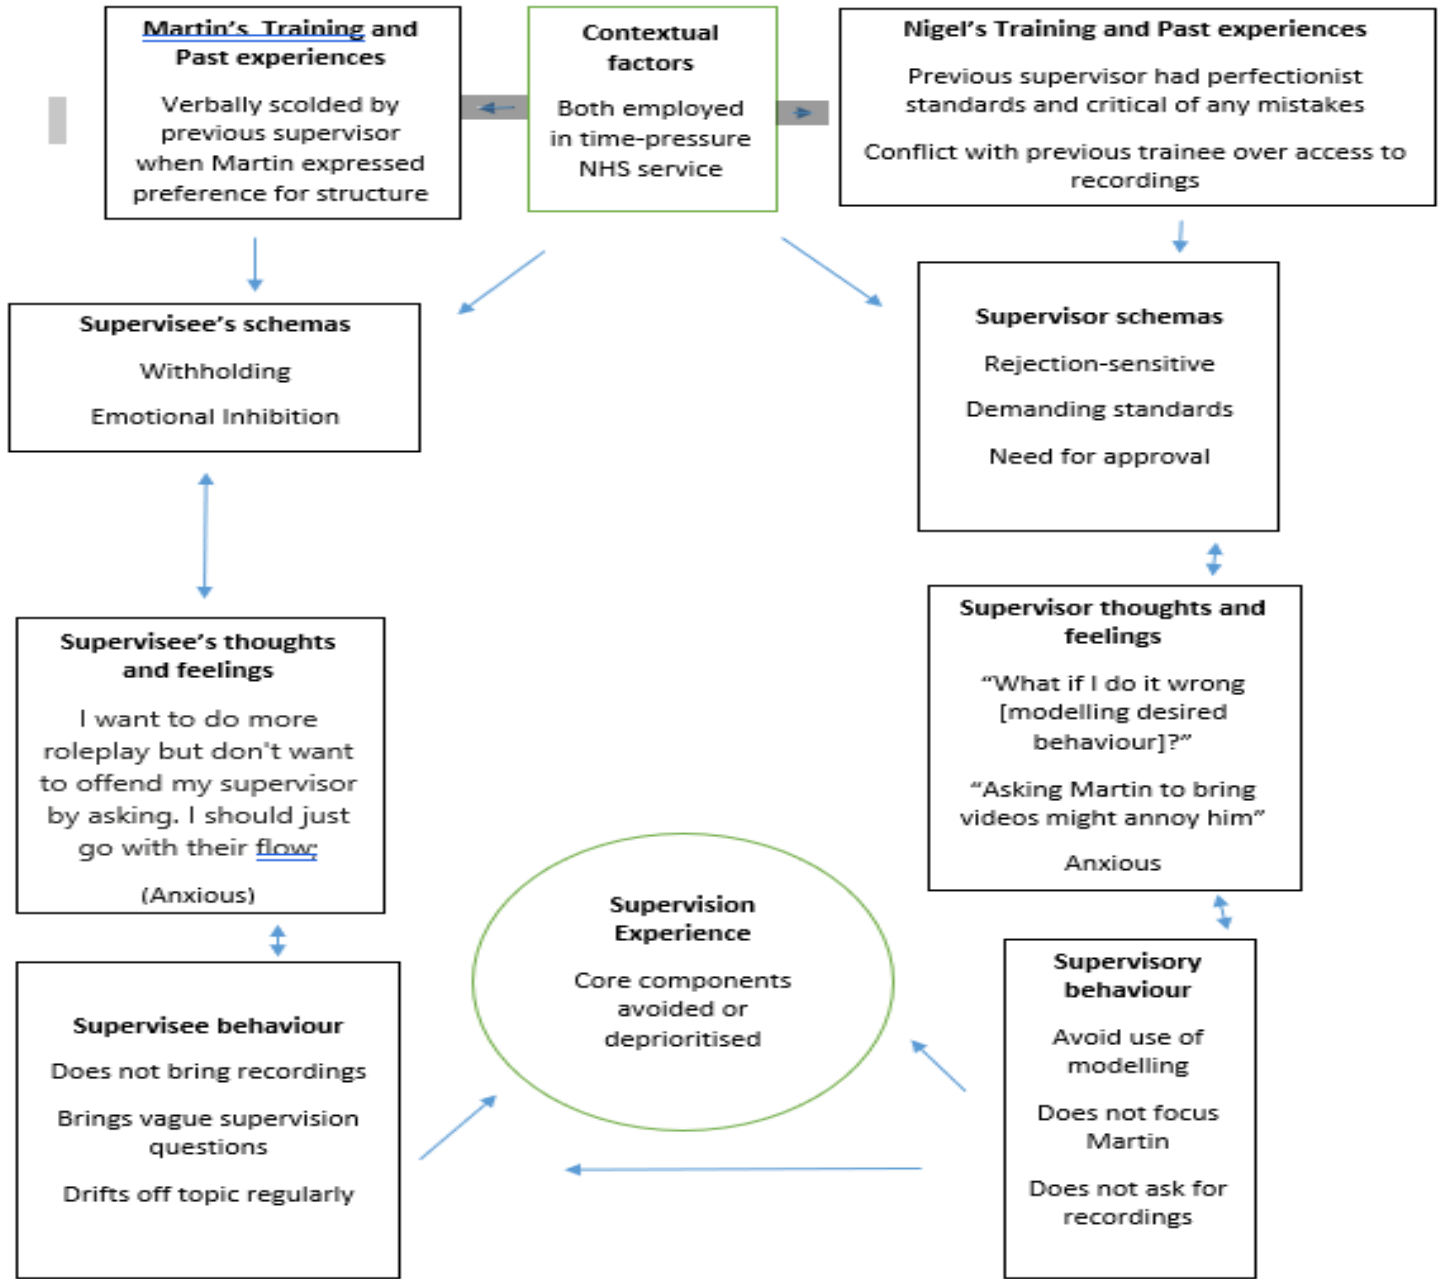 Martin's Training and
Past experiences
Verbally scolded by
previous supervisor
when Martin expressed
preference for structure
Contextual
factors
Both employed
in time-pressure
NHS service
Nigel's Training and Past experiences
Previous supervisor had perfectionist
standards and critical of any mistakes
Conflict with previous trainee over access to
recordings
Supervisee's schemas
Withholding
Emotional Inhibition
Supervisor schemas
Rejection-sensitive
Demanding standards
Need for approval
Supervisee's thoughts
and feelings
I want to do more
roleplay but don't want
to offend my supervisor
by asking. I should just
go with their flow;
(Anxious)
Supervisor thoughts and
feelings
“What if I do it wrong
[modelling desired
behaviour]?”
“Asking Martin to bring
videos might annoy him”
Anxious
Supervision
Experience
Core components
avoided or
deprioritised
Supervisee behaviour
Does not bring recordings
Brings vague supervision
questions
Drifts off topic regularly
Supervisory
behaviour
Avoid use of
modelling
Does not focus
Martin
Does not ask for
recordings